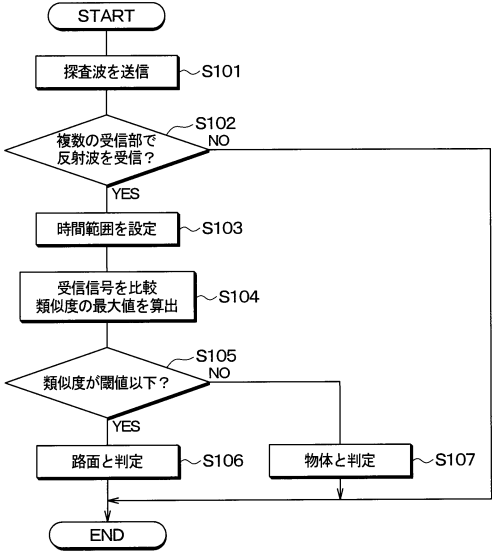 START
探査波を送信
S101
複数の受信部で
反射波を受信?
S102
NO
YES
時間範囲を設定
S103
受信信号を比較
類似度の最大値を算出
S104
類似度が閾値以下?
S105
NO
YES
路面と判定
S106
物体と判定
S107
END